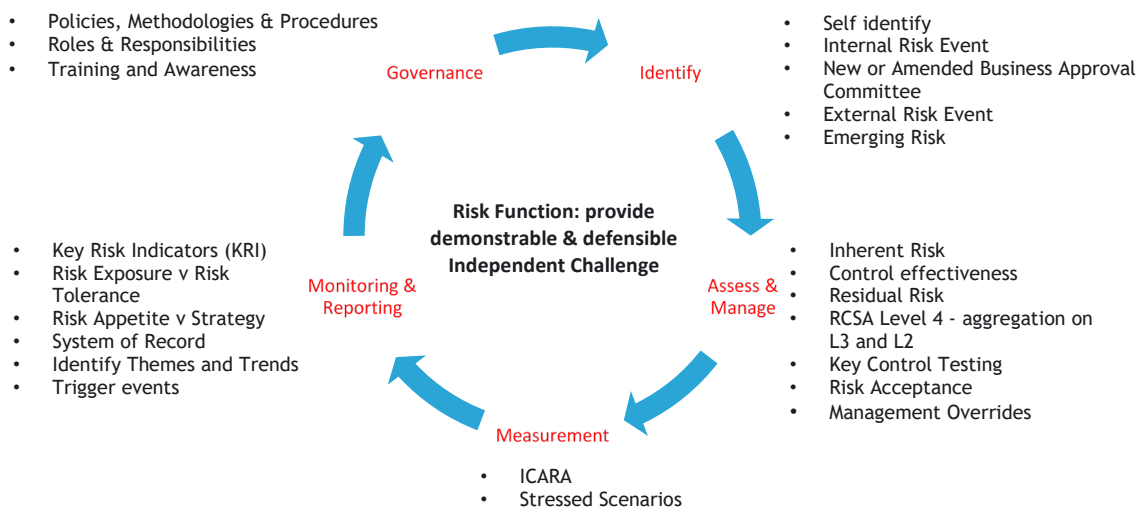 • Policies, Methodologies & Procedures
• Roles & Responsibilities
• Training and Awareness
Governance
Identify
• Self identify
• Internal Risk Event
• New or Amended Business Approval
Committee
• External Risk Event
• Emerging Risk
Risk Function: provide
demonstrable & defensible
Independent Challenge
Assess &
Manage
• Inherent Risk
• Control effectiveness
• Residual Risk
• RCSA Level 4 - aggregation on
L3 and L2
• Key Control Testing
• Risk Acceptance
• Management Overrides
Measurement
• ICARA
• Stressed Scenarios
Monitoring &
Reporting
• Key Risk Indicators (KRI)
• Risk Exposure v Risk
Tolerance
• Risk Appetite v Strategy
• System of Record
• Identify Themes and Trends
• Trigger events